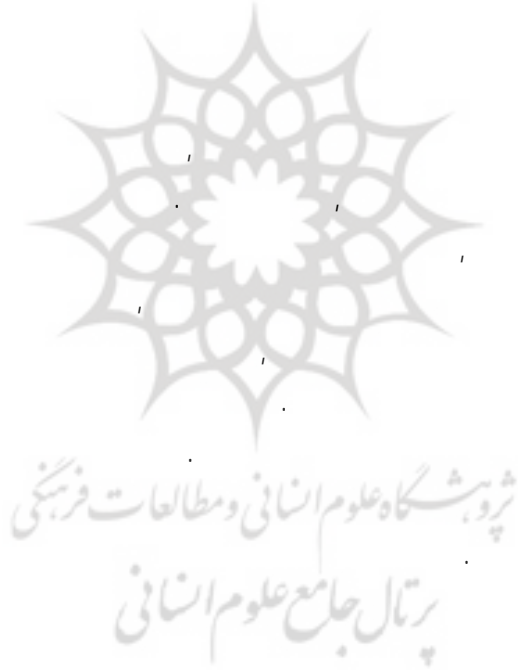 پژوهشگاه علوم انسانی و مطالعات فرهنگی
پرتال جامع علوم انسانی